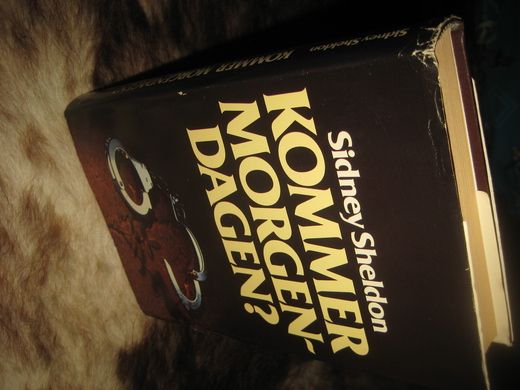 Sidney Sheldon
KOMMER
MORGEN-
DAGEN?
Sidney Sheldon KOMMER MORGENDAGEN?